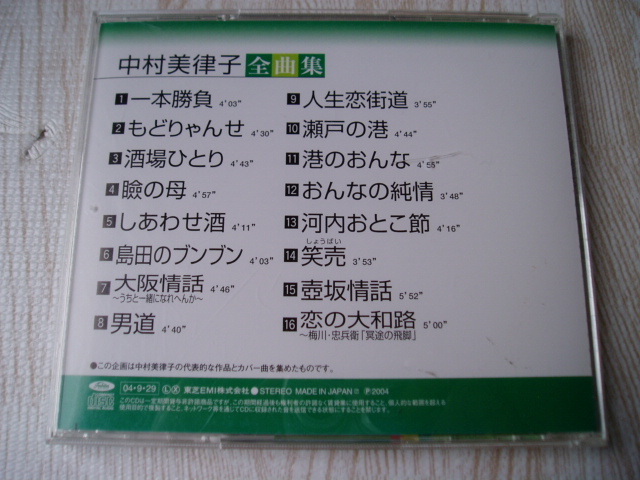 中村美律子 全曲集
1 一本勝負 4'03"
2 もどりゃんせ 4'30"
3 酒場ひとり 4'43"
4 瞼の母 4'57"
5 しあわせ酒 4'11"
6 島田のブンブン 4'03"
7 大阪情話 4'46"
〜うちと一緒になれへんか〜
8 男道 4'40"
9 人生恋街道 3'55"
10 瀬戸の港 4'44"
11 港のおんな 4'55"
12 おんなの純情 3'48"
13 河内おとこ節 4'16"
しょうばい
14 笑売 3'53"
15 壺坂情話 5'52"
16 恋の大和路 5'00"
〜梅川・忠兵衛「冥途の飛脚」
●この企画は中村美律子の代表的な作品とカバー曲を集めたものです。
04・9・29 Ⓛ Ⓧ 東芝EMI株式会社 ● STEREO MADE IN JAPAN ℗ 2004